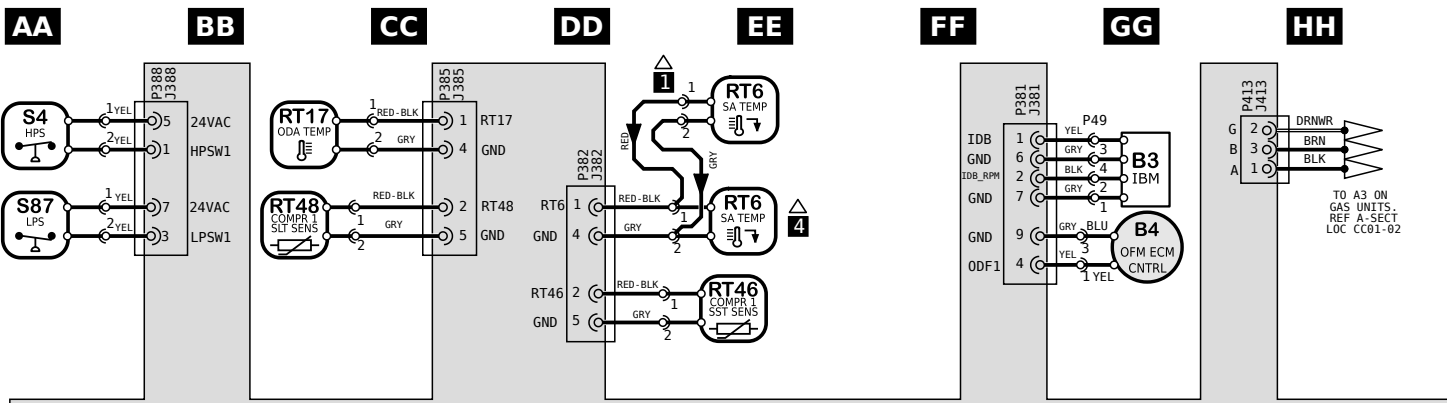 AA BB CC DD EE FF GG HH
P388
J388
S4
HPS
1 YEL 5 24VAC
2 YEL 1 HPSW1
S87
LPS
1 YEL 7 24VAC
2 YEL 3 LPSW1
P385
J385
RT17
ODA TEMP
1 RED-BLK 1 RT17
2 GRY 4 GND
RT48
COMPR 1
SLT SENS
1 RED-BLK 2 RT48
2 GRY 5 GND
P382
J382
RT6 1 RED-BLK 1
GND 4 GRY 2
RT46 2 RED-BLK 1
GND 5 GRY 2
1
RED
GRY
1
2
RT6
SA TEMP
RT6
SA TEMP
4
RT46
COMPR 1
SST SENS
P381
J381
P49
IDB 1 YEL
GND 6 GRY 3
IDB_RPM 2 BLK 4
GND 7 GRY 2
1
B3
IBM
GND 9 GRY BLU
3
ODF1 4 YEL
1 YEL
B4
OFM ECM
CNTRL
P413
J413
G 2 DRNWR
B 3 BRN
A 1 BLK
TO A3 ON
GAS UNITS.
REF A-SECT
LOC CC01-02